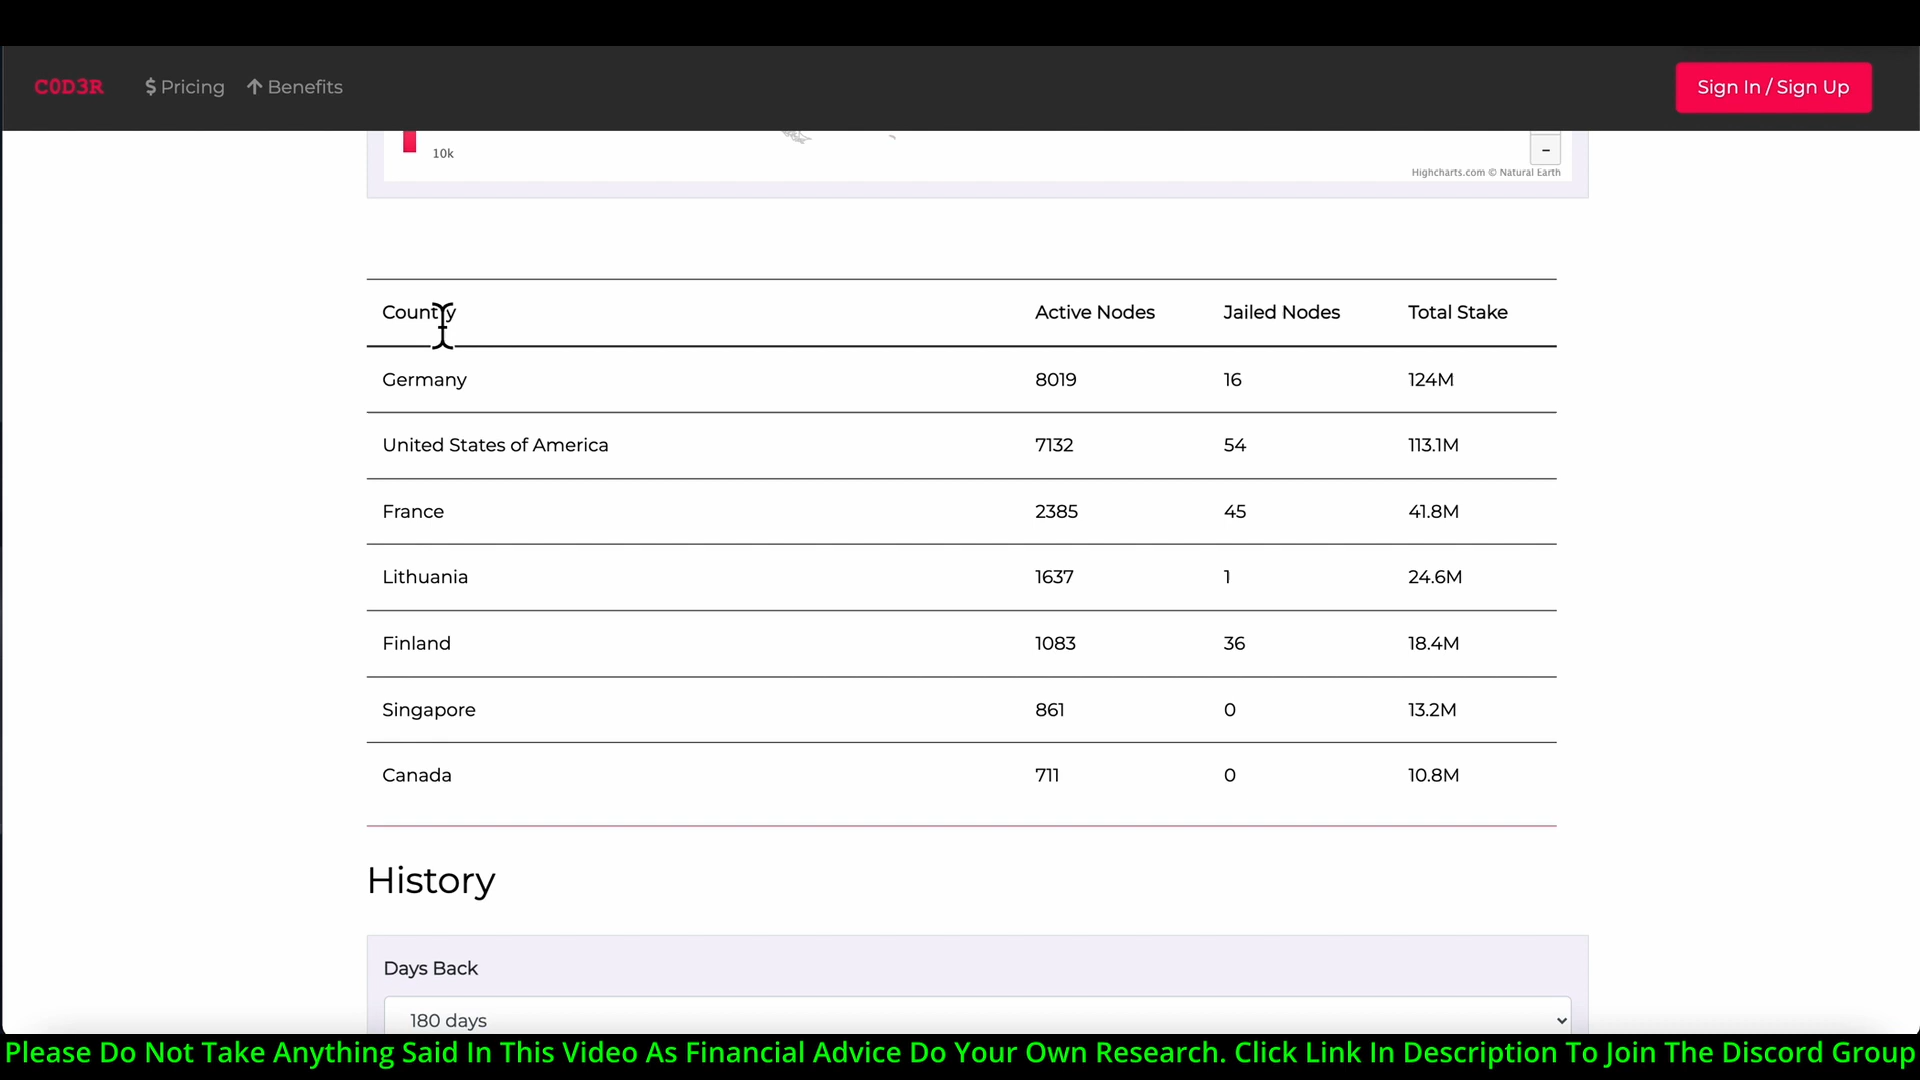 C0D3R $ Pricing ↑ Benefits Sign In / Sign Up
10k
−
Highcharts.com © Natural Earth
Country Active Nodes Jailed Nodes Total Stake
Germany 8019 16 124M
United States of America 7132 54 113.1M
France 2385 45 41.8M
Lithuania 1637 1 24.6M
Finland 1083 36 18.4M
Singapore 861 0 13.2M
Canada 711 0 10.8M
History
Days Back
180 days
Please Do Not Take Anything Said In This Video As Financial Advice Do Your Own Research. Click Link In Description To Join The Discord Group